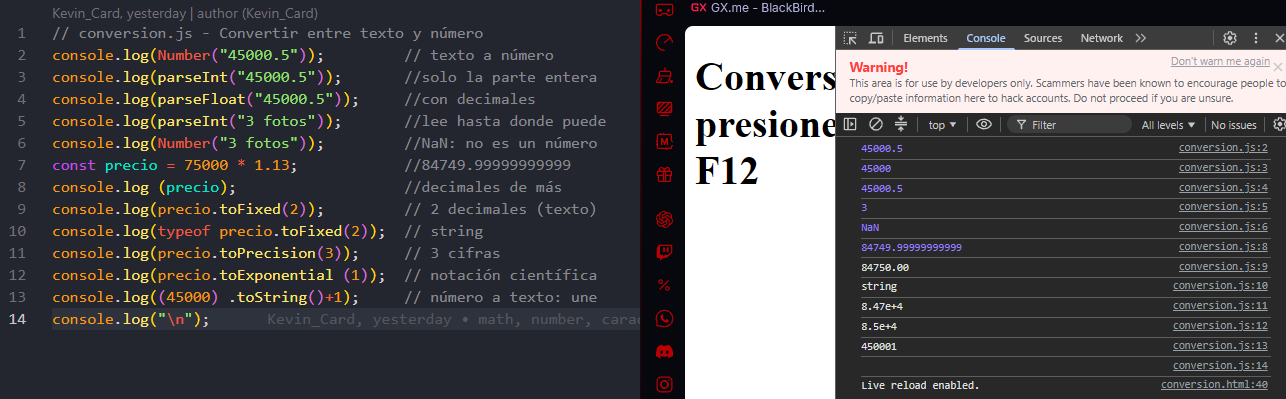 Kevin_Card, yesterday | author (Kevin_Card)
1 // conversion.js - Convertir entre texto y número
2 console.log(Number("45000.5")); // texto a número
3 console.log(parseInt("45000.5")); //solo la parte entera
4 console.log(parseFloat("45000.5")); //con decimales
5 console.log(parseInt("3 fotos")); //lee hasta donde puede
6 console.log(Number("3 fotos")); //NaN: no es un número
7 const precio = 75000 * 1.13; //84749.99999999999
8 console.log (precio); //decimales de más
9 console.log(precio.toFixed(2)); // 2 decimales (texto)
10 console.log(typeof precio.toFixed(2)); // string
11 console.log(precio.toPrecision(3)); // 3 cifras
12 console.log(precio.toExponential (1)); // notación científica
13 console.log((45000) .toString()+1); // número a texto: une
14 console.log("\n"); Kevin_Card, yesterday • math, number, carac
GX GX.me - BlackBird...
Convers
presione
F12
Elements Console Sources Network
Warning! Don't warn me again
This area is for use by developers only. Scammers have been known to encourage people to
copy/paste information here to hack accounts. Do not proceed if you are unsure.
top Filter All levels No issues
45000.5 conversion.js:2
45000 conversion.js:3
45000.5 conversion.js:4
3 conversion.js:5
NaN conversion.js:6
84749.99999999999 conversion.js:8
84750.00 conversion.js:9
string conversion.js:10
8.47e+4 conversion.js:11
8.5e+4 conversion.js:12
450001 conversion.js:13
conversion.js:14
Live reload enabled. conversion.html:40